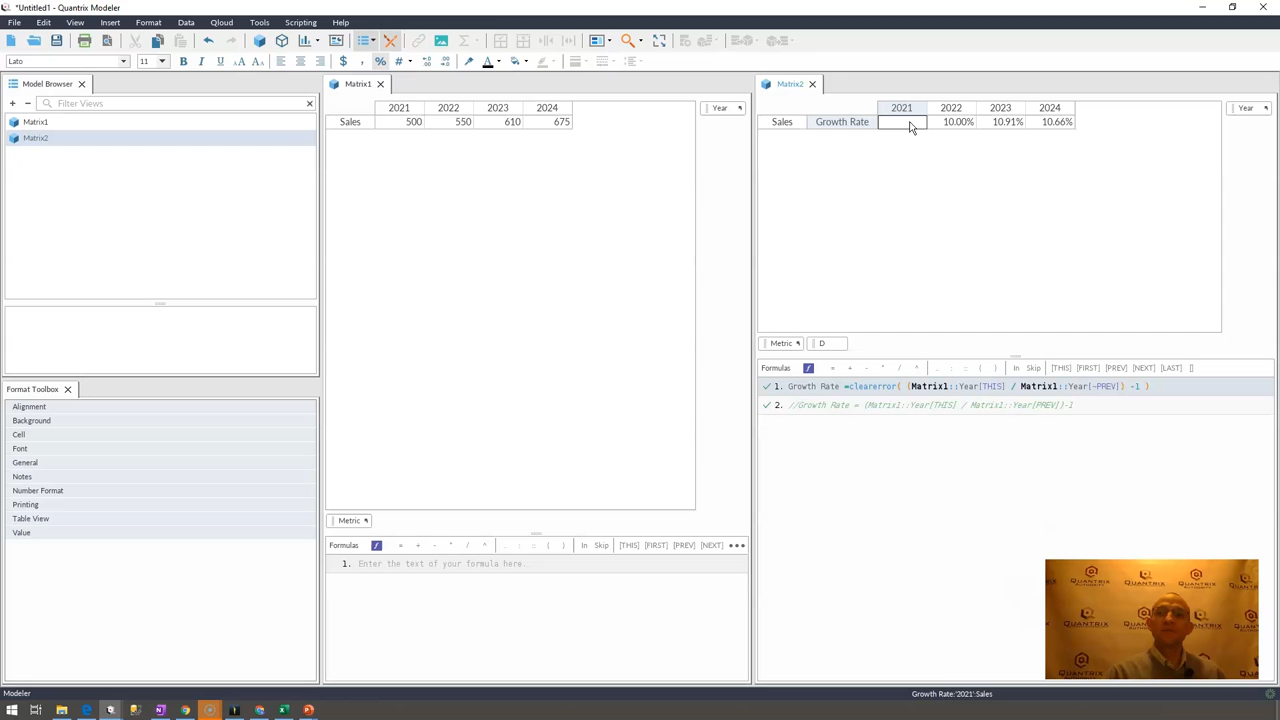 *Untitled1 - Quantrix Modeler
File Edit View Insert Format Data Qloud Tools Scripting Help
Lato 11 B I U A A $ , % #
Model Browser
Filter Views
Matrix1
Matrix2
Format Toolbox
Alignment
Background
Cell
Font
General
Notes
Number Format
Printing
Table View
Value
Matrix1
2021 2022 2023 2024
Sales 500 550 610 675
Year
Metric
Formulas = + - * / ^ . : :: ( ) In Skip [THIS] [FIRST] [PREV] [NEXT] •••
1. Enter the text of your formula here..
Matrix2
2021 2022 2023 2024
Sales Growth Rate 10.00% 10.91% 10.66%
Year
Metric D
Formulas = + - * / ^ . : :: ( ) In Skip [THIS] [FIRST] [PREV] [NEXT] [LAST] []
1. Growth Rate =clearerror( (Matrix1::Year[THIS] / Matrix1::Year[~PREV]) -1 )
2. //Growth Rate = (Matrix1::Year[THIS] / Matrix1::Year[PREV])-1
QUANTRIX
AUTHORITY
Modeler
Growth Rate:'2021':Sales